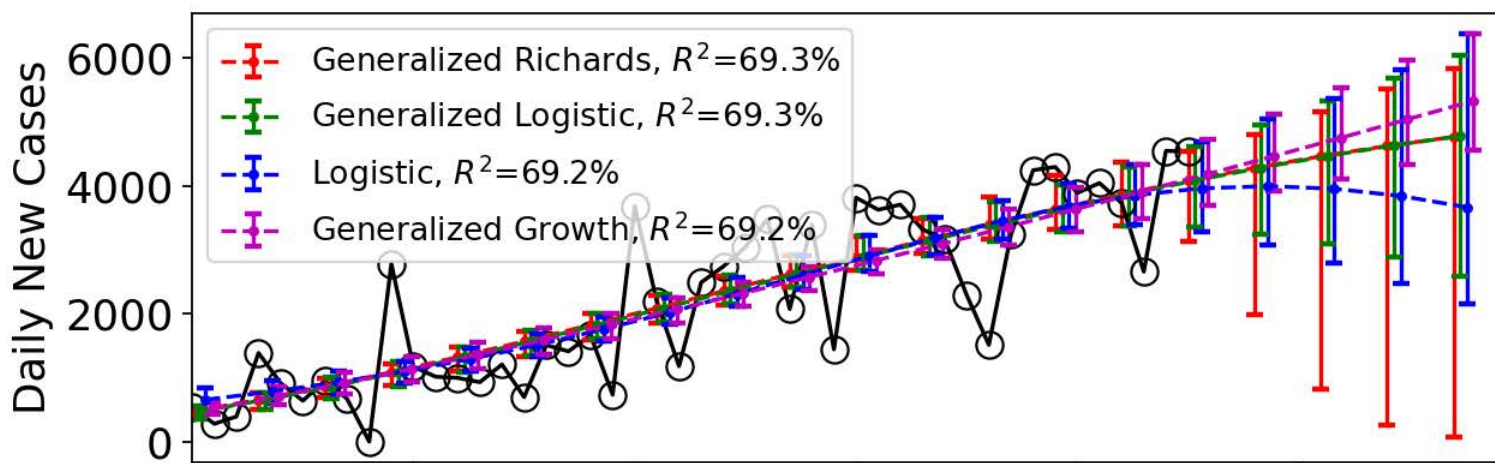 Daily New Cases
6000
4000
2000
0
Generalized Richards, R²=69.3%
Generalized Logistic, R²=69.3%
Logistic, R²=69.2%
Generalized Growth, R²=69.2%